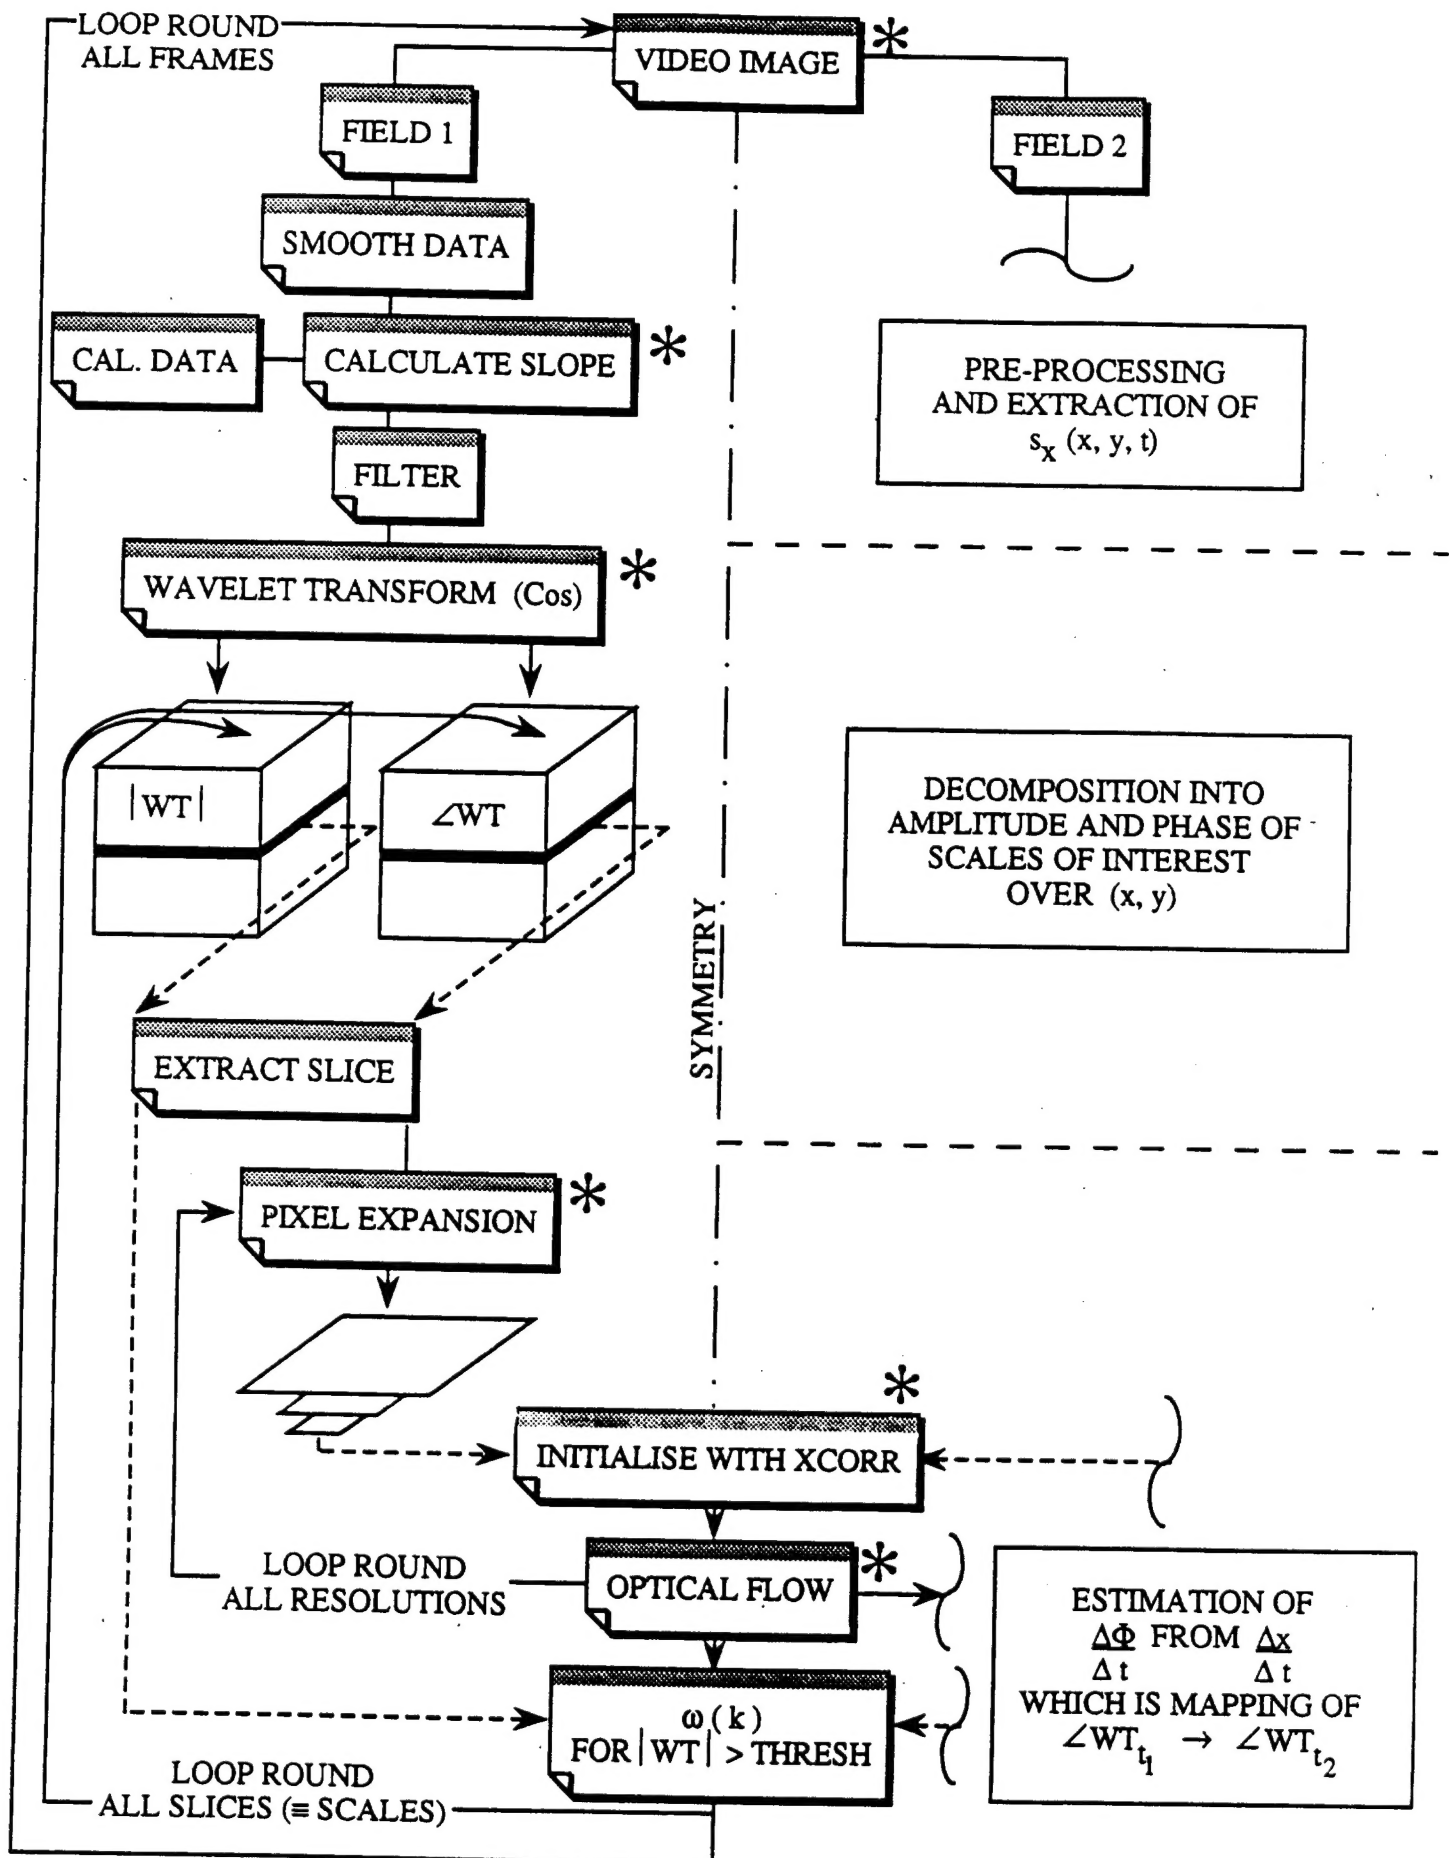 LOOP ROUND
ALL FRAMES
VIDEO IMAGE *
FIELD 1
FIELD 2
SMOOTH DATA
CAL. DATA
CALCULATE SLOPE *
PRE-PROCESSING
AND EXTRACTION OF
s_x (x, y, t)
FILTER
WAVELET TRANSFORM (Cos) *
|WT|
∠WT
DECOMPOSITION INTO
AMPLITUDE AND PHASE OF
SCALES OF INTEREST
OVER (x, y)
SYMMETRY
EXTRACT SLICE
PIXEL EXPANSION *
INITIALISE WITH XCORR *
LOOP ROUND
ALL RESOLUTIONS
OPTICAL FLOW *
ESTIMATION OF
ΔΦ FROM Δx
Δt Δt
WHICH IS MAPPING OF
∠WT_t1 → ∠WT_t2
ω(k)
FOR |WT| > THRESH
LOOP ROUND
ALL SLICES (≡ SCALES)